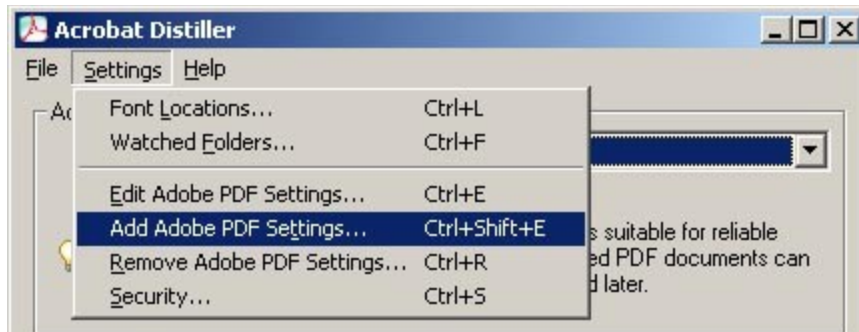 Acrobat Distiller
File Settings Help
Font Locations... Ctrl+L
Watched Folders... Ctrl+F
Edit Adobe PDF Settings... Ctrl+E
Add Adobe PDF Settings... Ctrl+Shift+E
s suitable for reliable
Remove Adobe PDF Settings... Ctrl+R
ed PDF documents can
Security... Ctrl+S
d later.